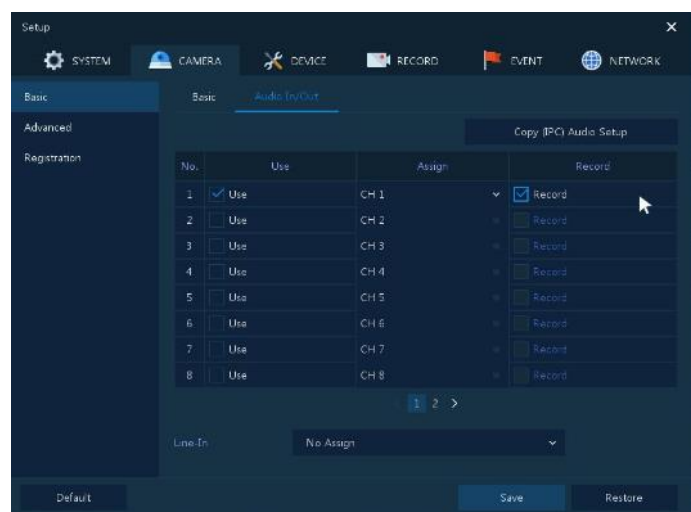 Setup
SYSTEM CAMERA DEVICE RECORD EVENT NETWORK
Basic
Advanced
Registration
Basic Audio In/Out
Copy (IPC) Audio Setup
No. Use Assign Record
1 Use CH 1 Record
2 Use CH 2 Record
3 Use CH 3 Record
4 Use CH 4 Record
5 Use CH 5 Record
6 Use CH 6 Record
7 Use CH 7 Record
8 Use CH 8 Record
1 2 >
Line-In No Assign
Default Save Restore